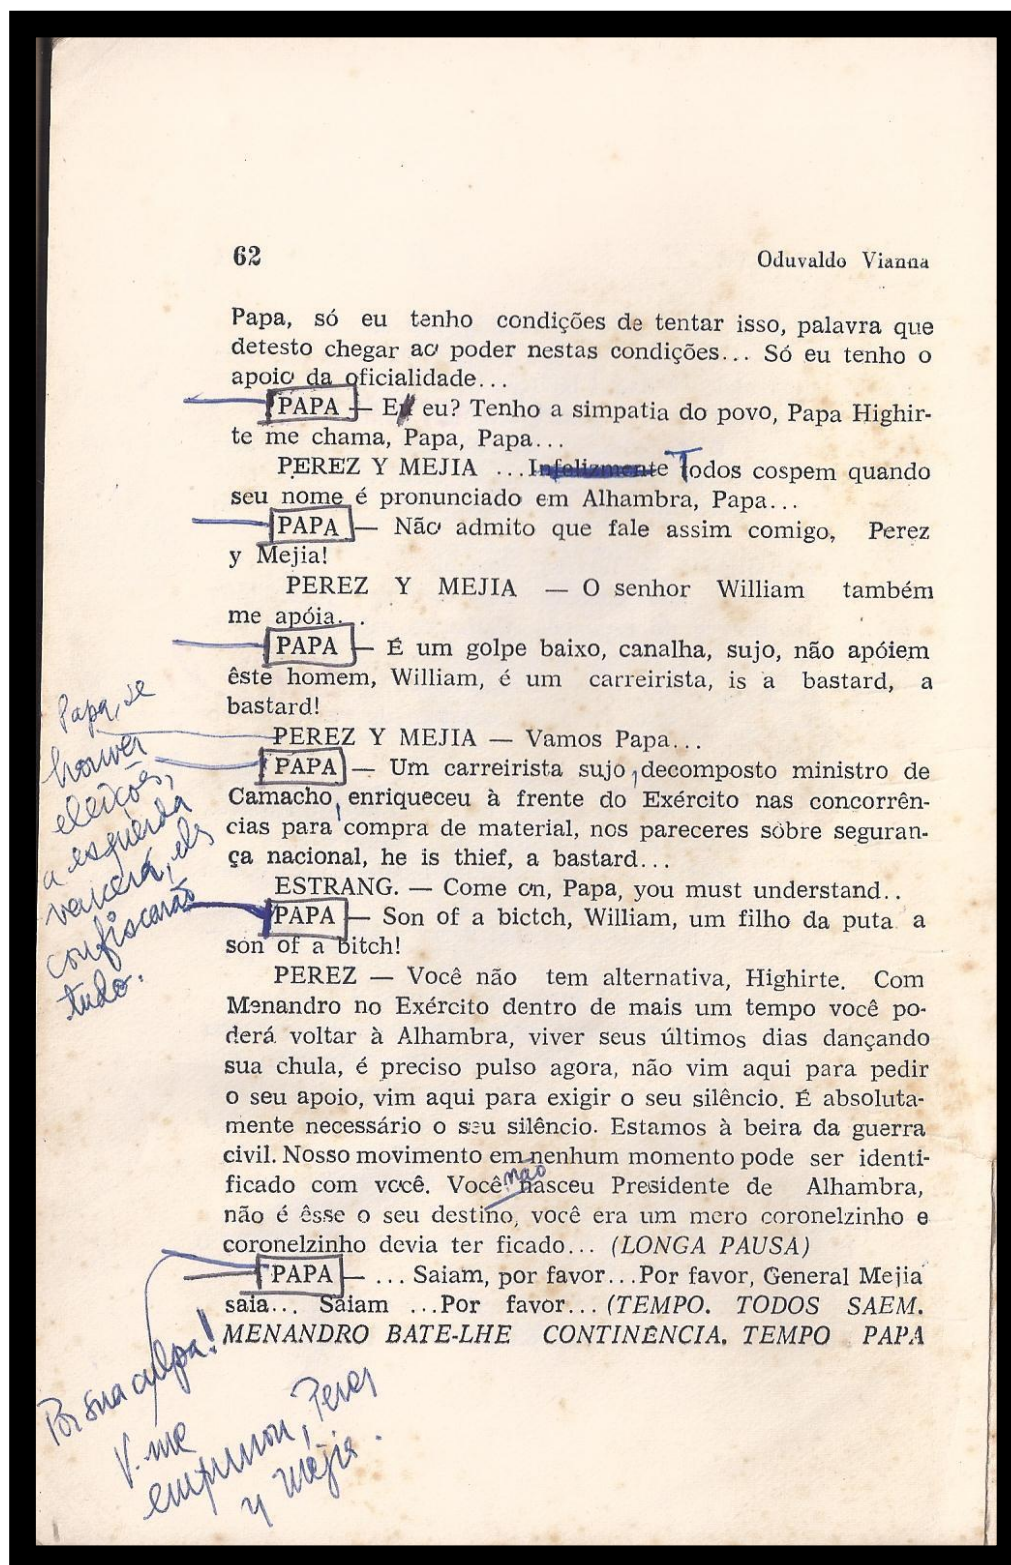 62
Oduvaldo Vianna
Papa, só eu tenho condições de tentar isso, palavra que
detesto chegar ao poder nestas condições... Só eu tenho o
apoio da oficialidade...
PAPA — E eu? Tenho a simpatia do povo, Papa Highir-
te me chama, Papa, Papa...
PEREZ Y MEJIA ...Infelizmente Todos cospem quando
seu nome é pronunciado em Alhambra, Papa...
PAPA — Não admito que fale assim comigo, Perez
y Mejia!
PEREZ Y MEJIA — O senhor William também
me apóia...
PAPA — É um golpe baixo, canalha, sujo, não apóiem
êste homem, William, é um carreirista, is a bastard, a
bastard!
PEREZ Y MEJIA — Vamos Papa...
PAPA — Um carreirista sujo, decomposto ministro de
Camacho, enriqueceu à frente do Exército nas concorrên-
cias para compra de material, nos pareceres sôbre seguran-
ça nacional, he is thief, a bastard...
ESTRANG. — Come on, Papa, you must understand..
PAPA — Son of a bictch, William, um filho da puta a
son of a bitch!
PEREZ — Você não tem alternativa, Highirte. Com
Menandro no Exército dentro de mais um tempo você po-
derá voltar à Alhambra, viver seus últimos dias dançando
sua chula, é preciso pulso agora, não vim aqui para pedir
o seu apoio, vim aqui para exigir o seu silêncio. É absoluta-
mente necessário o seu silêncio. Estamos à beira da guerra
civil. Nosso movimento em nenhum momento pode ser identi-
ficado com você. Você não nasceu Presidente de Alhambra,
não é êsse o seu destino, você era um mero coronelzinho e
coronelzinho devia ter ficado... (LONGA PAUSA)
PAPA — ... Saiam, por favor...Por favor, General Mejia
saia... Saiam ...Por favor... (TEMPO. TODOS SAEM.
MENANDRO BATE-LHE CONTINÊNCIA. TEMPO PAPA
Papa, se
houver
eleições,
a esquerda
vencerá, eles
confiscarão
tudo.
Por sua culpa!
V. me
empurrou, Perez
y Mejia.